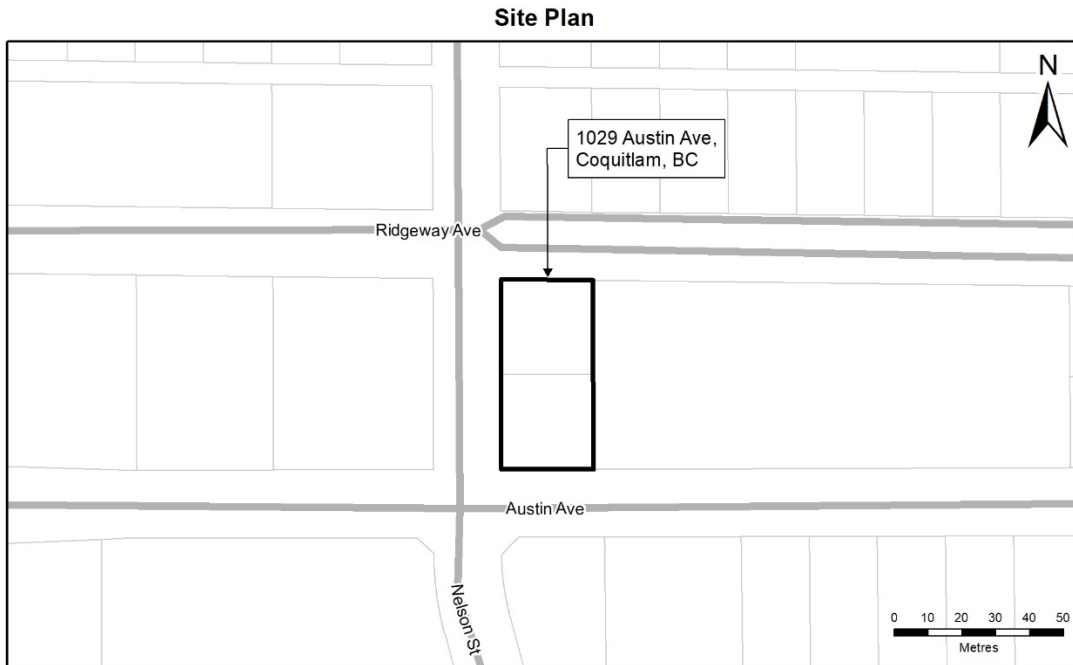 Site Plan
N
1029 Austin Ave,
Coquitlam, BC
Ridgeway Ave
Austin Ave
Nelson St
0 10 20 30 40 50
Metres